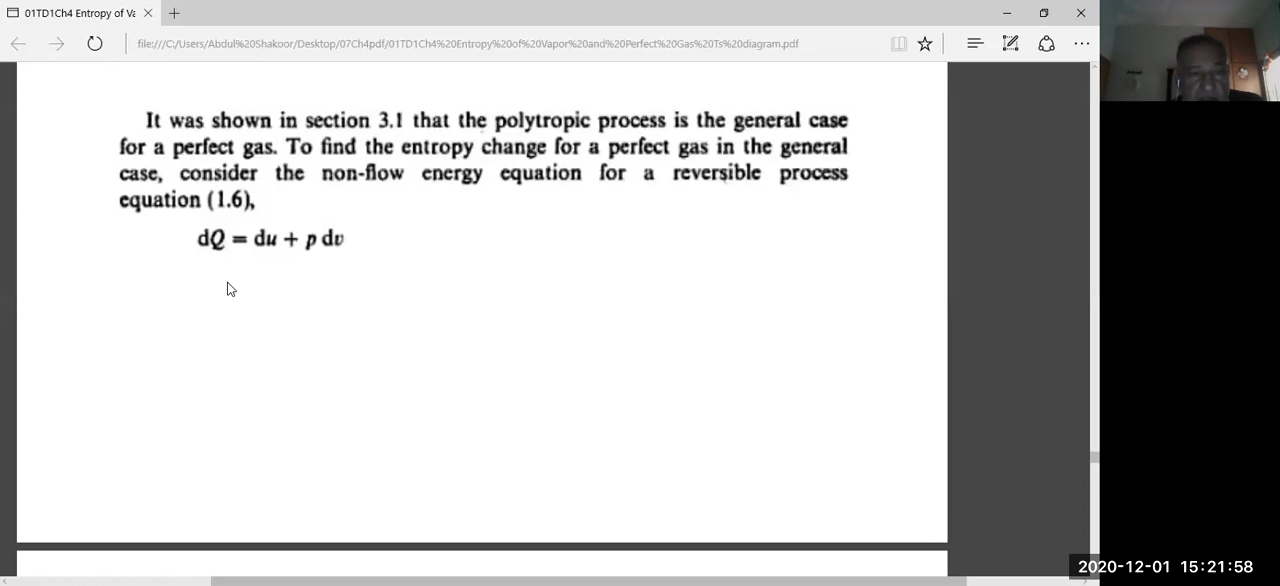 01TD1Ch4 Entropy of Va
file:///C:/Users/Abdul%20Shakoor/Desktop/07Ch4pdf/01TD1Ch4%20Entropy%20of%20Vapor%20and%20Perfect%20Gas%20Ts%20diagram.pdf
It was shown in section 3.1 that the polytropic process is the general case
for a perfect gas. To find the entropy change for a perfect gas in the general
case, consider the non-flow energy equation for a reversible process
equation (1.6),
dQ = du + p dv
2020-12-01 15:21:58